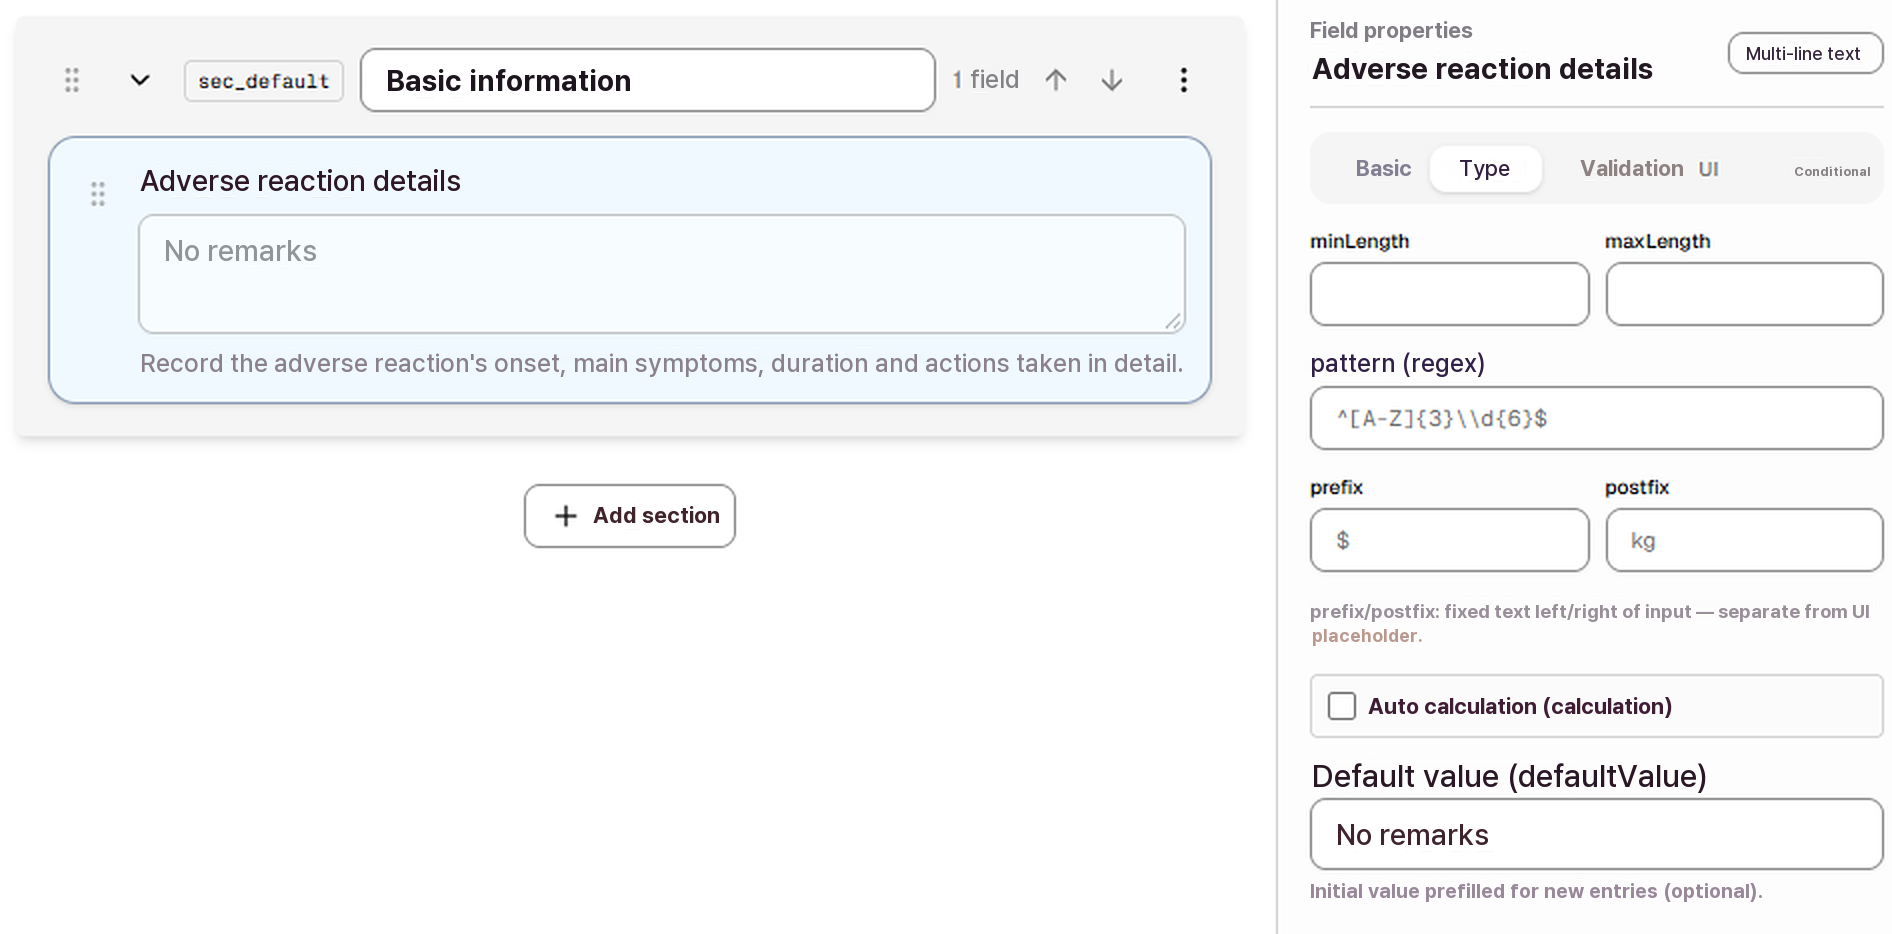 sec_default
Basic information
1 field
Adverse reaction details
No remarks
Record the adverse reaction's onset, main symptoms, duration and actions taken in detail.
Add section
Field properties
Adverse reaction details
Multi-line text
Basic Type Validation UI Conditional
minLength maxLength
pattern (regex)
^[A-Z]{3}\\d{6}$
prefix postfix
$ kg
prefix/postfix: fixed text left/right of input — separate from UI
placeholder.
Auto calculation (calculation)
Default value (defaultValue)
No remarks
Initial value prefilled for new entries (optional).